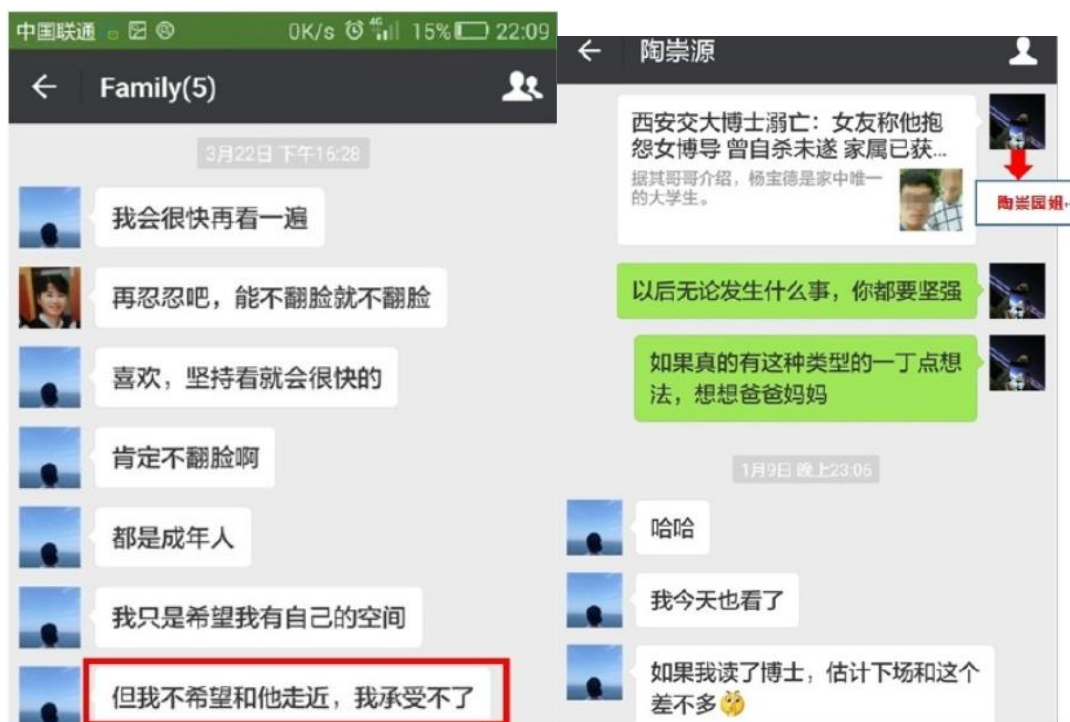 中国联通
0K/s
4G
15%
22:09
Family(5)
3月22日 下午16:28
我会很快再看一遍
再忍忍吧，能不翻脸就不翻脸
喜欢，坚持看就会很快的
肯定不翻脸啊
都是成年人
我只是希望我有自己的空间
但我不希望和他走近，我承受不了
陶崇源
西安交大博士溺亡：女友称他抱
怨女博导 曾自杀未遂 家属已获...
据其哥哥介绍，杨宝德是家中唯一
的大学生。
陶崇园姐
以后无论发生什么事，你都要坚强
如果真的有这种类型的一丁点想
法，想想爸爸妈妈
1月9日 晚上23:06
哈哈
我今天也看了
如果我读了博士，估计下场和这个
差不多